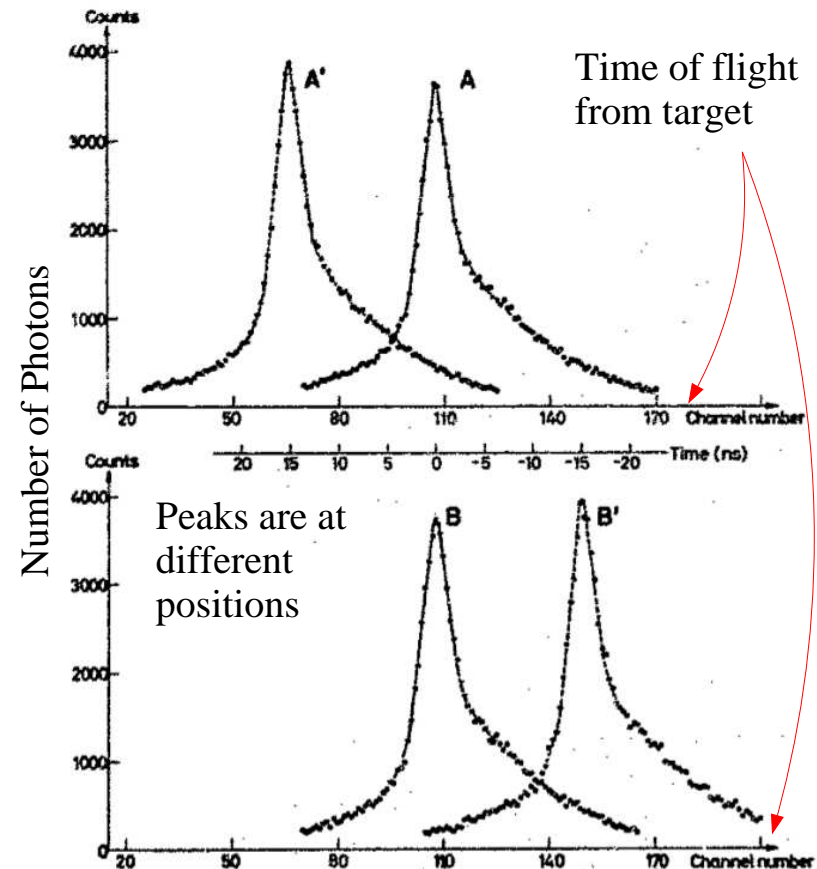 Counts
4000
3000
2000
1000
0
A'
A
Time of flight
from target
20 50 80 110 140 170 Channel number
Number of Photons
20 15 10 5 0 -5 -10 -15 -20 Time (ns)
Counts
4000
3000
2000
1000
0
Peaks are at
different
positions
B
B'
20 50 80 110 140 170 Channel number